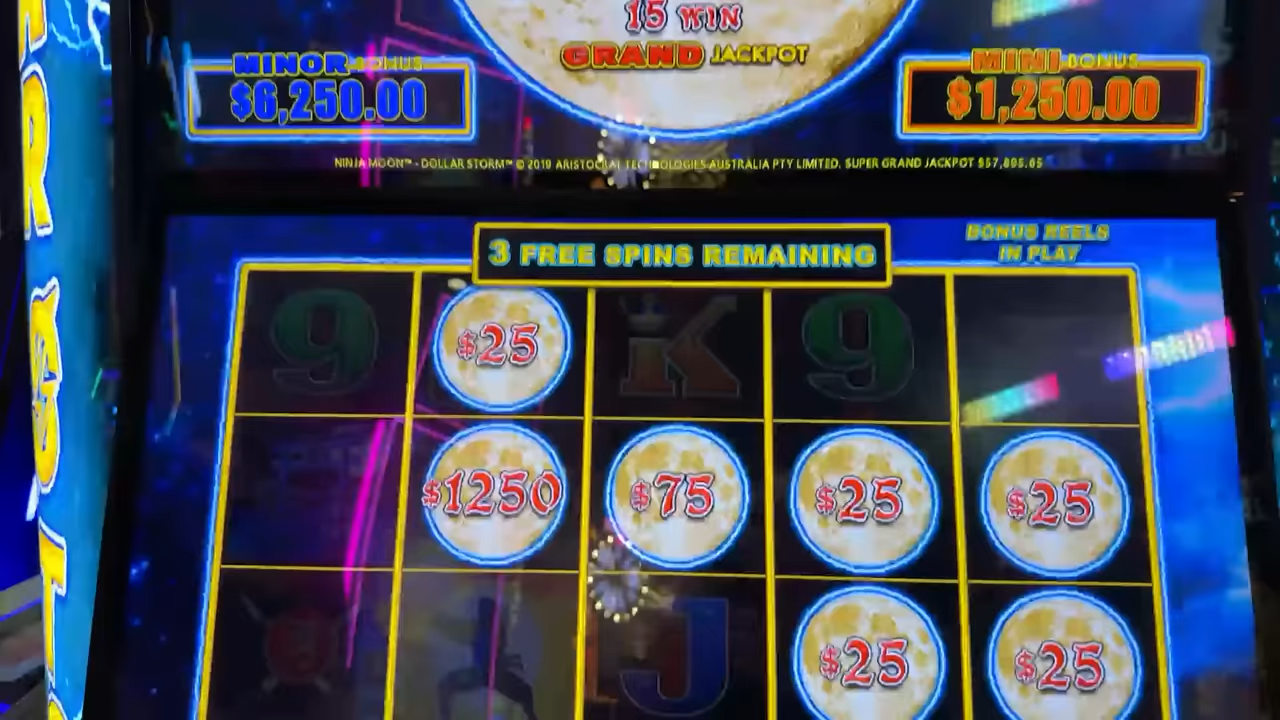 15 WIN
GRAND JACKPOT
MINOR BONUS
$6,250.00
MINI BONUS
$1,250.00
NINJA MOON™ - DOLLAR STORM™ © 2019 ARISTOCRAT TECHNOLOGIES AUSTRALIA PTY LIMITED. SUPER GRAND JACKPOT $57,895.65
3 FREE SPINS REMAINING
BONUS REELS
IN PLAY
9
$25
K
9
$1250
$75
$25
$25
J
$25
$25